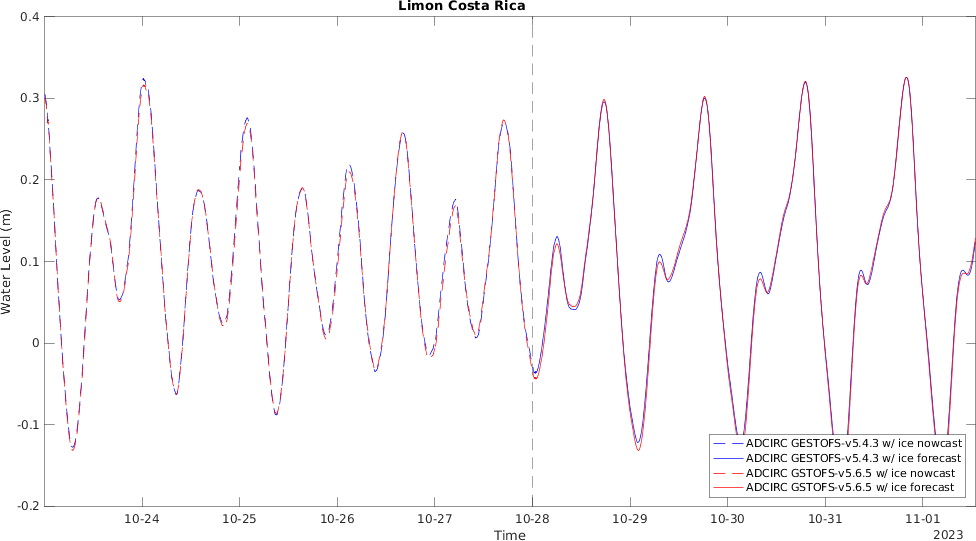 Limon Costa Rica
0.4
0.3
0.2
0.1
0
-0.1
-0.2
Water Level (m)
ADCIRC GESTOFS-v5.4.3 w/ ice nowcast
ADCIRC GESTOFS-v5.4.3 w/ ice forecast
ADCIRC GSTOFS-v5.6.5 w/ ice nowcast
ADCIRC GSTOFS-v5.6.5 w/ ice forecast
10-24 10-25 10-26 10-27 10-28 10-29 10-30 10-31 11-01
Time
2023